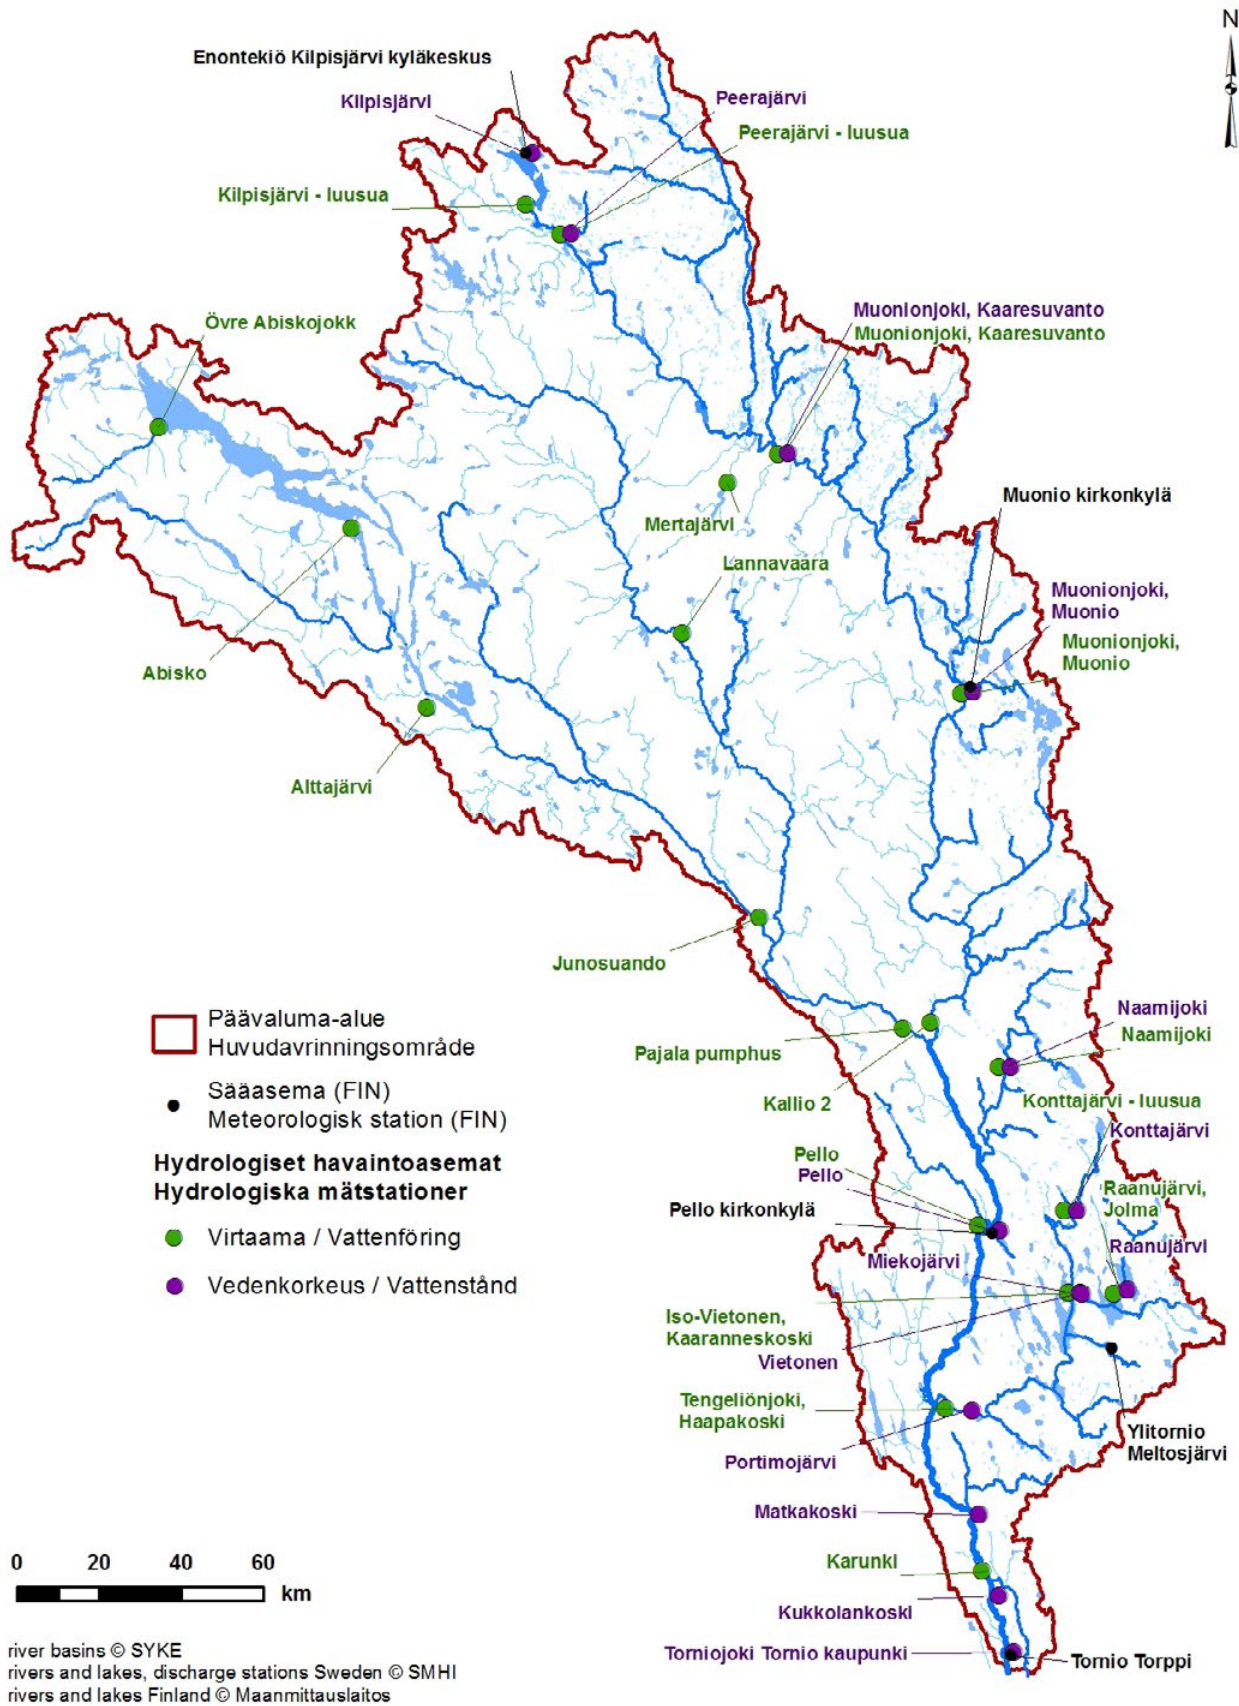 N
Enontekiö Kilpisjärvi kyläkeskus
Kilpisjärvi
Peerajärvi
Peerajärvi - luusua
Kilpisjärvi - luusua
Övre Abiskojokk
Muonionjoki, Kaaresuvanto
Muonionjoki, Kaaresuvanto
Muonio kirkonkylä
Mertajärvi
Lannavaara
Muonionjoki,
Muonio
Muonionjoki,
Muonio
Abisko
Alttajärvi
Junosuando
Naamijoki
Naamijoki
Pajala pumphus
Kallio 2
Konttajärvi - luusua
Konttajärvi
Pello
Pello
Raanujärvi,
Jolma
Pello kirkonkylä
Raanujärvi
Miekojärvi
Iso-Vietonen,
Kaaranneskoski
Vietonen
Tengeliönjoki,
Haapakoski
Ylitornio
Meltosjärvi
Portimojärvi
Matkakoski
Karunki
Kukkolankoski
Torniojoki Tornio kaupunki
Tornio Torppi
Päävaluma-alue
Huvudavrinningsområde
Sääasema (FIN)
Meteorologisk station (FIN)
Hydrologiset havaintoasemat
Hydrologiska mätstationer
Virtaama / Vattenföring
Vedenkorkeus / Vattenstånd
0 20 40 60
km
river basins © SYKE
rivers and lakes, discharge stations Sweden © SMHI
rivers and lakes Finland © Maanmittauslaitos